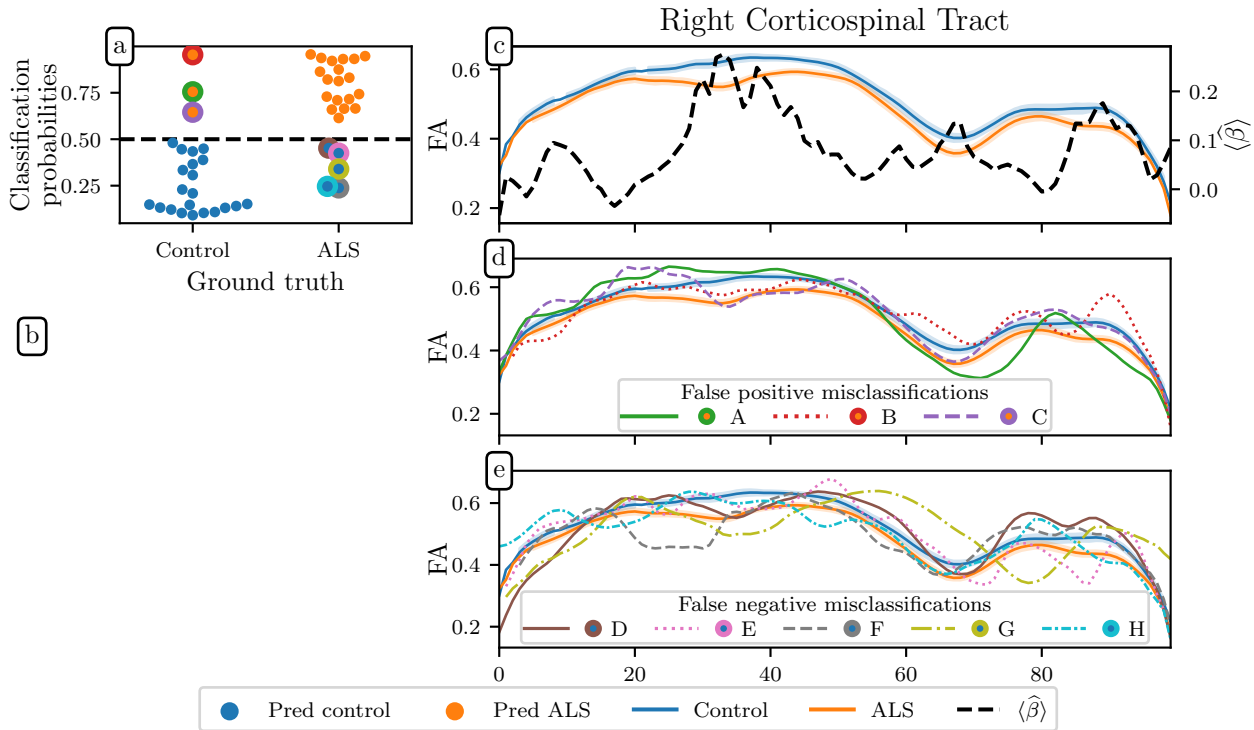 Right Corticospinal Tract
a
Classification
probabilities
0.75
0.50
0.25
Control
ALS
Ground truth
b
c
FA
0.6
0.4
0.2
0.2
0.1
0.0
⟨β̂⟩
d
FA
0.6
0.4
0.2
False positive misclassifications
A
B
C
e
FA
0.6
0.4
0.2
False negative misclassifications
D
E
F
G
H
0
20
40
60
80
Pred control
Pred ALS
Control
ALS
⟨β̂⟩